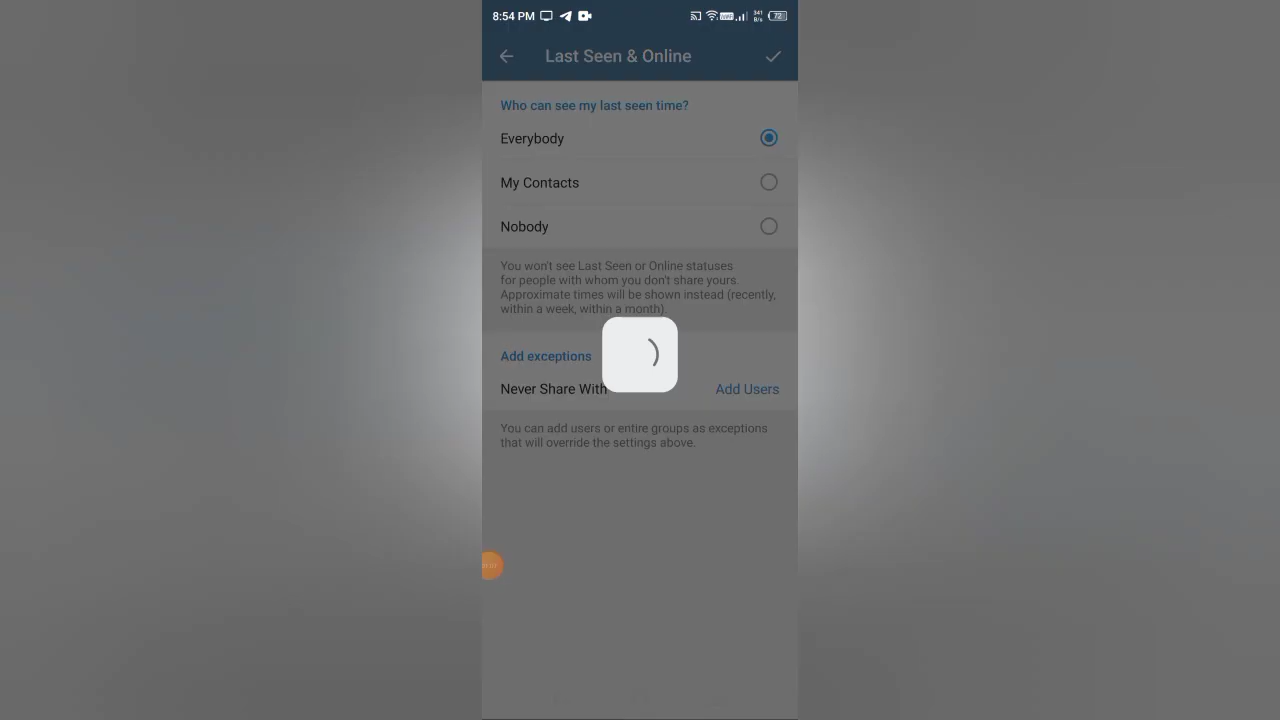 8:54 PM
341
B/s
72
Last Seen & Online
Who can see my last seen time?
Everybody
My Contacts
Nobody
You won't see Last Seen or Online statuses
for people with whom you don't share yours.
Approximate times will be shown instead (recently,
within a week, within a month).
Add exceptions
Never Share With
Add Users
You can add users or entire groups as exceptions
that will override the settings above.